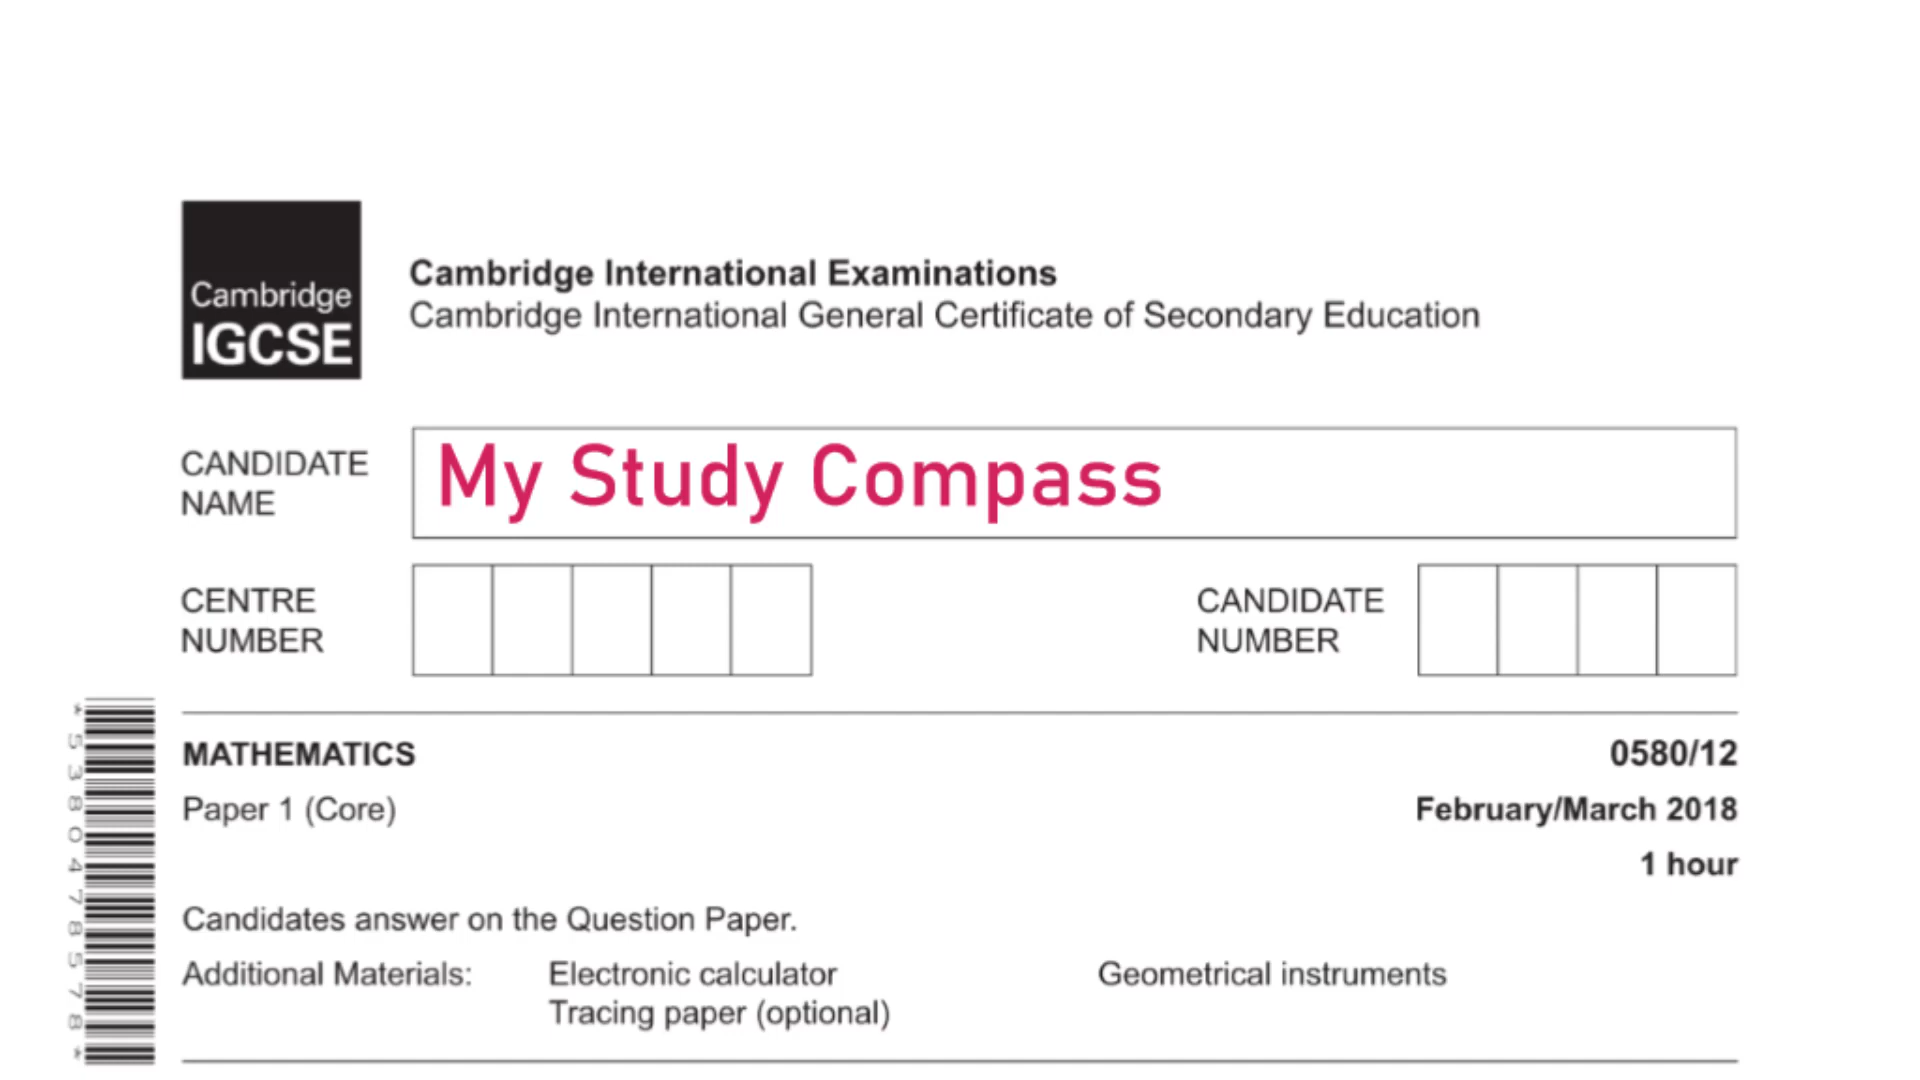 Cambridge
IGCSE
Cambridge International Examinations
Cambridge International General Certificate of Secondary Education
CANDIDATE
NAME
My Study Compass
CENTRE
NUMBER
CANDIDATE
NUMBER
*5380478578*
MATHEMATICS
0580/12
Paper 1 (Core)
February/March 2018
1 hour
Candidates answer on the Question Paper.
Additional Materials: Electronic calculator Geometrical instruments
Tracing paper (optional)